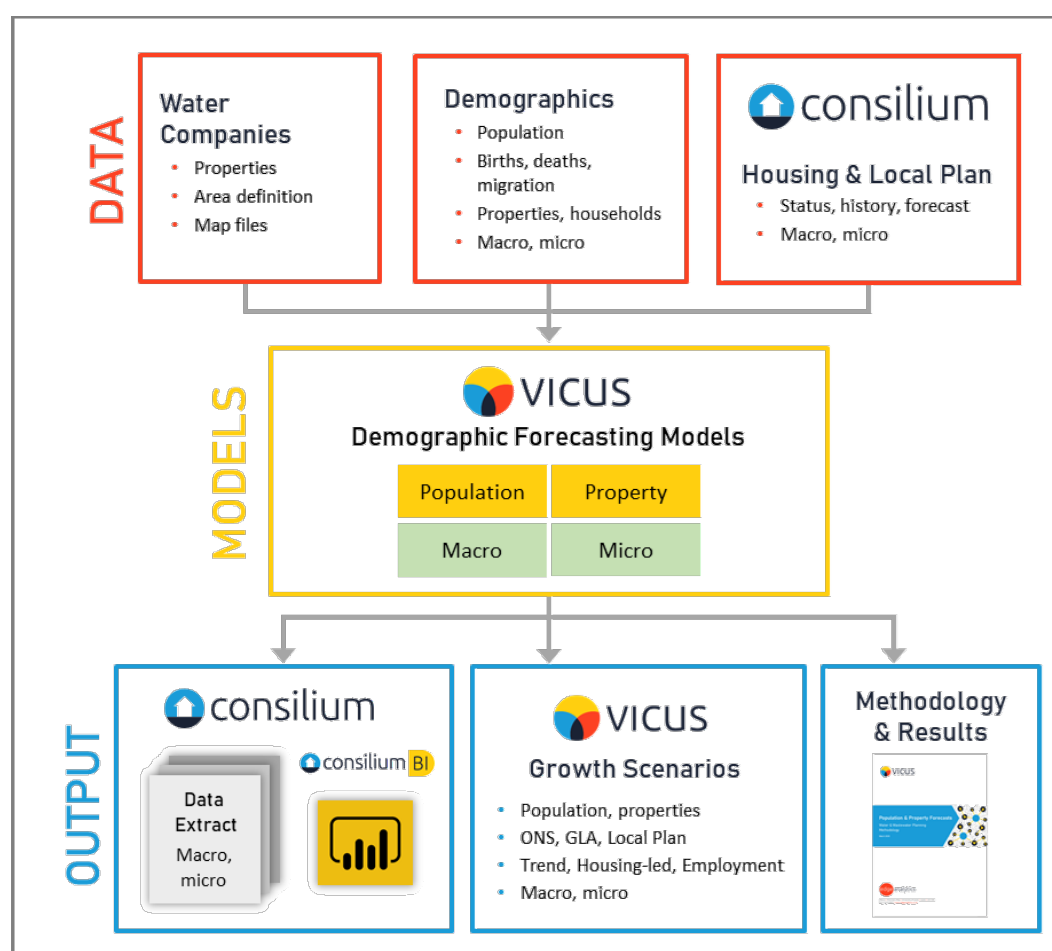 DATA
Water
Companies
• Properties
• Area definition
• Map files
Demographics
• Population
• Births, deaths,
migration
• Properties, households
• Macro, micro
consilium
Housing & Local Plan
• Status, history, forecast
• Macro, micro
MODELS
VICUS
Demographic Forecasting Models
Population Property
Macro Micro
OUTPUT
consilium
Data
Extract
Macro,
micro
consilium BI
VICUS
Growth Scenarios
• Population, properties
• ONS, GLA, Local Plan
• Trend, Housing-led, Employment
• Macro, micro
Methodology
& Results
VICUS
Population & Property Forecasts
Methodology